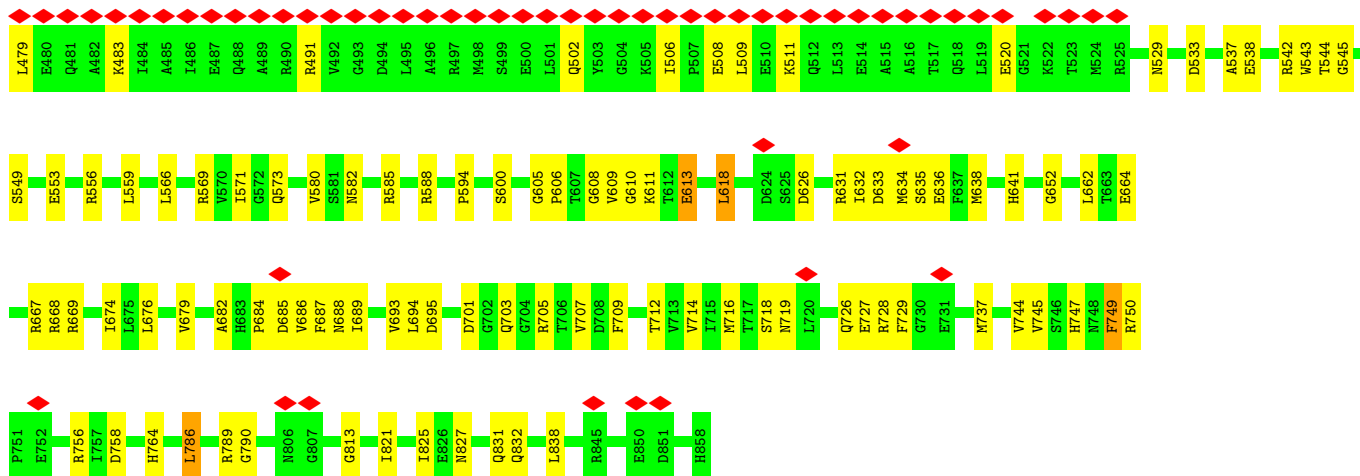 L479 E480 Q481 A482 K483 I484 A485 I486 E487 Q488 A489 R490 R491 V492 G493 D494 L495 A496 R497 M498 S499 E500 L501 Q502 Y503 G504 K505 I506 P507 E508 L509 E510 K511 Q512 L513 E514 A515 A516 T517 Q518 L519 E520 G521 K522 T523 M524 R525 N529 D533 A537 E538 R542 W543 T544 G545
S549 E553 R556 L559 L566 R569 V570 I571 G572 Q573 V580 S581 N582 R585 R588 P594 S600 G605 P606 T607 G608 V609 G610 K611 T612 E613 L618 D624 S625 D626 R631 I632 D633 M634 S635 E636 F637 M638 H641 G652 L662 T663 E664
R667 R668 R669 I674 L675 L676 V679 A682 H683 P684 D685 V686 F687 N688 I689 V693 L694 D695 D701 G702 Q703 G704 R705 T706 V707 D708 F709 T712 V713 V714 I715 M716 T717 S718 N719 L720 Q726 E727 R728 F729 G730 E731 M737 V744 V745 S746 H747 N748 F749 R750
P751 E752 R756 I757 D758 H764 L786 R789 G790 N806 G807 G813 I821 I825 E826 N827 Q831 Q832 L838 R845 E850 D851 H858